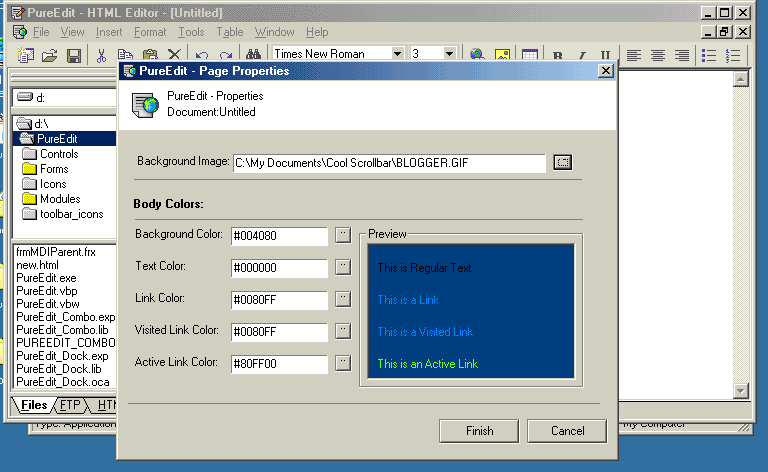 PureEdit - HTML Editor - [Untitled]
File View Insert Format Tools Table Window Help
Times New Roman 3 B I U
PureEdit - Page Properties
PureEdit - Properties
Document:Untitled
d:
d:\
PureEdit
Controls
Forms
Icons
Modules
toolbar_icons
frmMDIParent.frx
new.html
PureEdit.exe
PureEdit.vbp
PureEdit.vbw
PureEdit_Combo.exp
PureEdit_Combo.lib
PUREEDIT_COMBO
PureEdit_Dock.exp
PureEdit_Dock.lib
PureEdit_Dock.oca
Files FTP HTM
Background Image: C:\My Documents\Cool Scrollbar\BLOGGER.GIF
Body Colors:
Background Color: #004080
Text Color: #000000
Link Color: #0080FF
Visited Link Color: #0080FF
Active Link Color: #80FF00
Preview
This is Regular Text
This is a Link
This is a Visited Link
This is an Active Link
Finish Cancel
Type: Application
My Computer